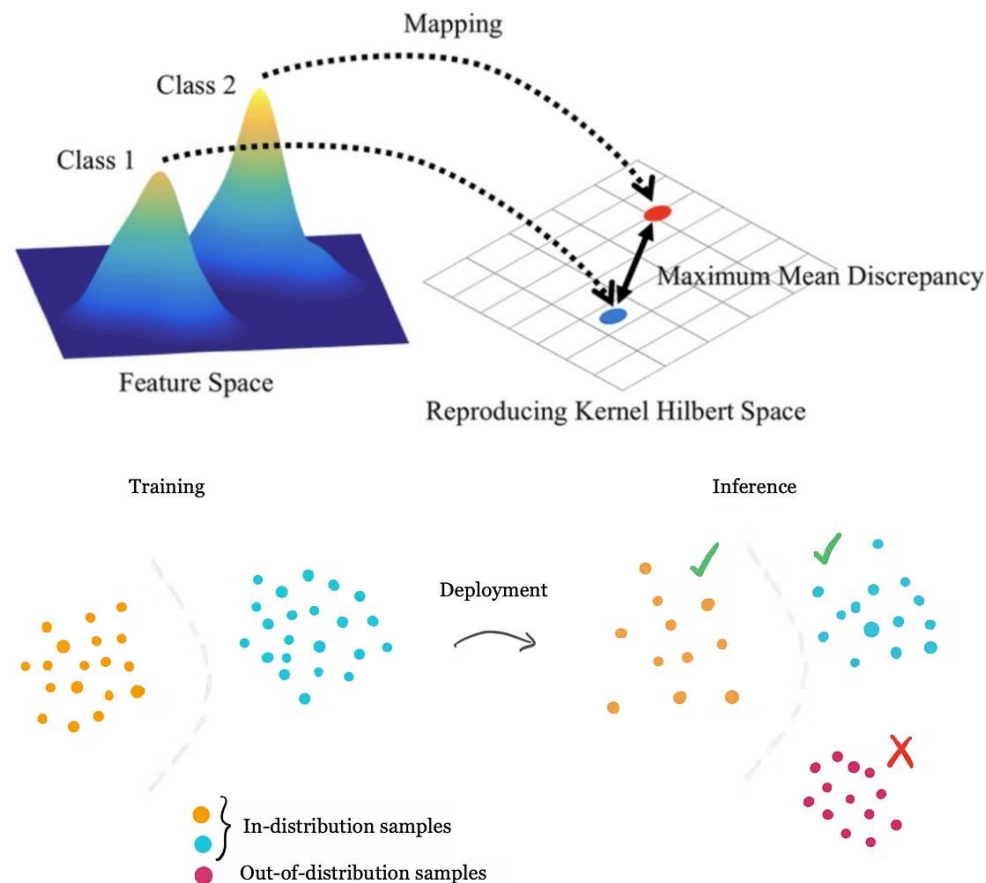 Mapping
Class 2
Class 1
Maximum Mean Discrepancy
Feature Space
Reproducing Kernel Hilbert Space
Training
Inference
Deployment
In-distribution samples
Out-of-distribution samples